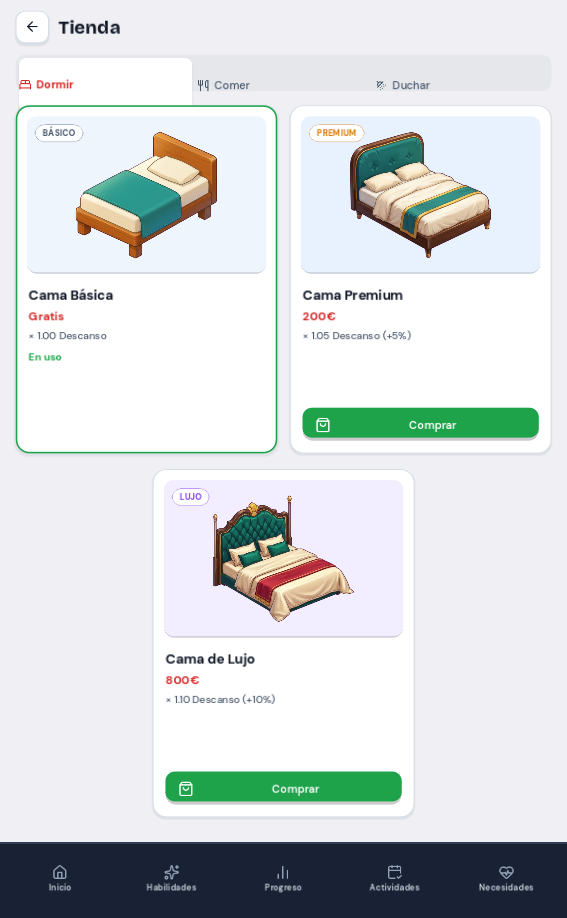 Tienda
Dormir
Comer
Duchar
BÁSICO
Cama Básica
Gratis
× 1.00 Descanso
En uso
PREMIUM
Cama Premium
200€
× 1.05 Descanso (+5%)
Comprar
LUJO
Cama de Lujo
800€
× 1.10 Descanso (+10%)
Comprar
Inicio
Habilidades
Progreso
Actividades
Necesidades